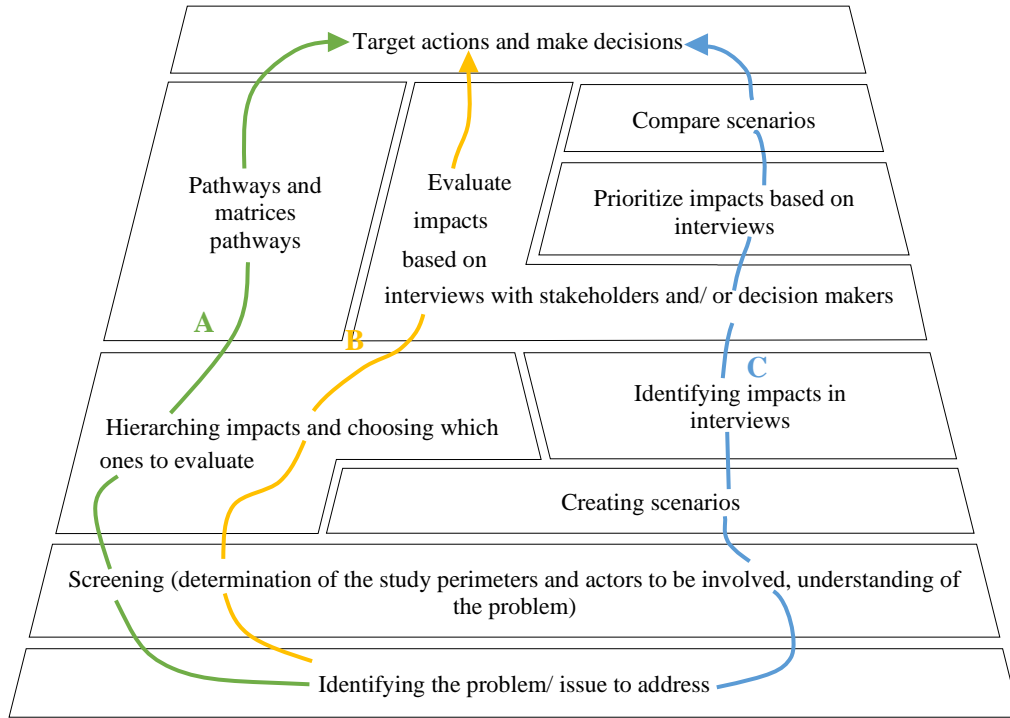 Target actions and make decisions
Compare scenarios
Pathways and
matrices
pathways
Evaluate
impacts
based on
interviews with stakeholders and/ or decision makers
Prioritize impacts based on
interviews
A
B
C
Hierarching impacts and choosing which
ones to evaluate
Identifying impacts in
interviews
Creating scenarios
Screening (determination of the study perimeters and actors to be involved, understanding of
the problem)
Identifying the problem/ issue to address